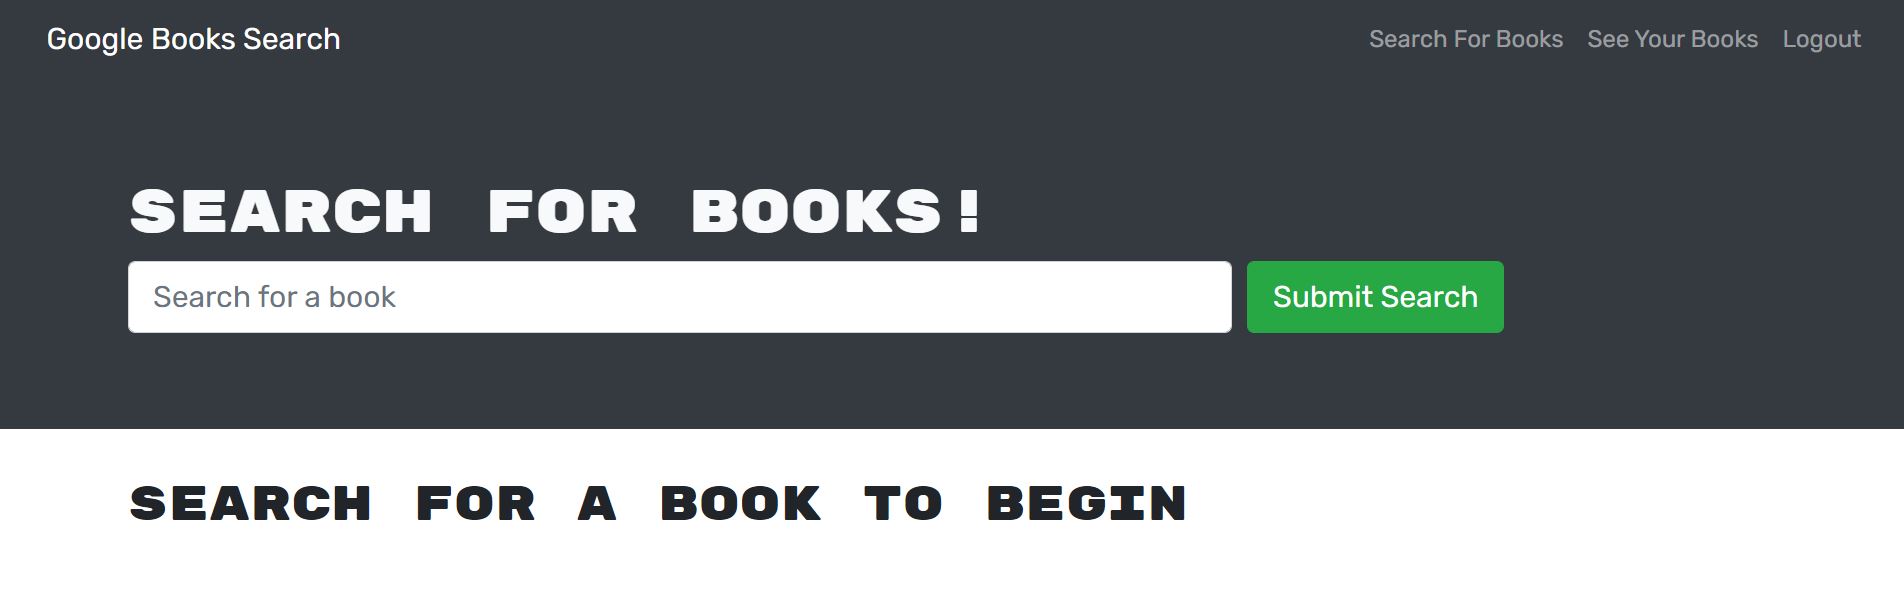 Google Books Search Search For Books See Your Books Logout
SEARCH FOR BOOKS!
Search for a book Submit Search
SEARCH FOR A BOOK TO BEGIN